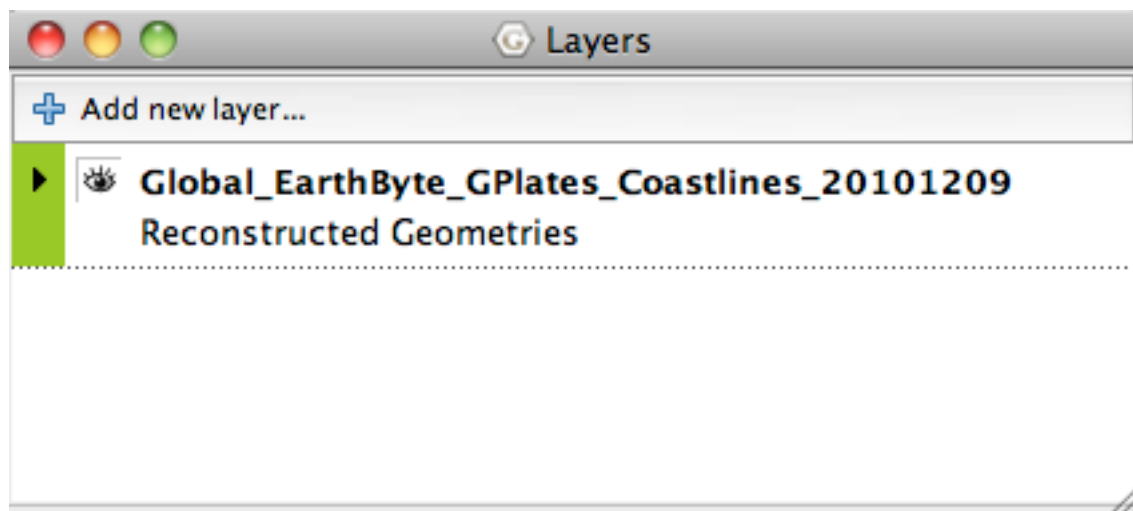 Layers
Add new layer...
Global_EarthByte_GPlates_Coastlines_20101209
Reconstructed Geometries